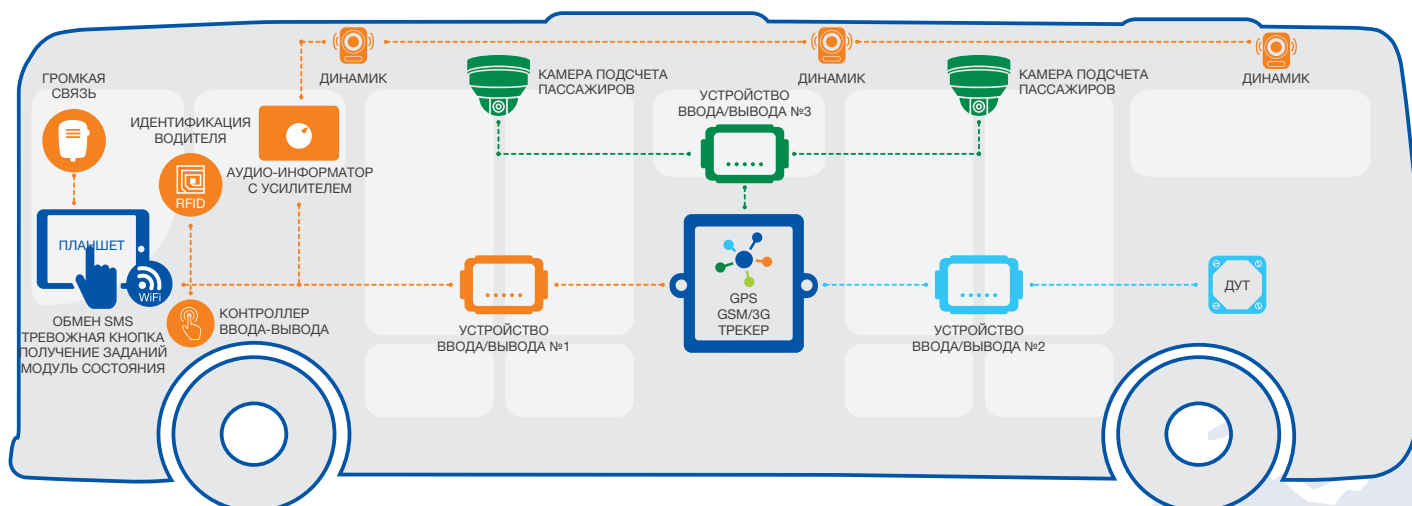 ГРОМКАЯ
СВЯЗЬ
ИДЕНТИФИКАЦИЯ
ВОДИТЕЛЯ
RFID
АУДИО-ИНФОРМАТОР
С УСИЛИТЕЛЕМ
ДИНАМИК
КАМЕРА ПОДСЧЕТА
ПАССАЖИРОВ
УСТРОЙСТВО
ВВОДА/ВЫВОДА №3
ДИНАМИК
КАМЕРА ПОДСЧЕТА
ПАССАЖИРОВ
ДИНАМИК
ПЛАНШЕТ
WiFi
ОБМЕН SMS
ТРЕВОЖНАЯ КНОПКА
ПОЛУЧЕНИЕ ЗАДАНИЙ
МОДУЛЬ СОСТОЯНИЯ
КОНТРОЛЛЕР
ВВОДА-ВЫВОДА
УСТРОЙСТВО
ВВОДА/ВЫВОДА №1
GPS
GSM/3G
ТРЕКЕР
УСТРОЙСТВО
ВВОДА/ВЫВОДА №2
ДУТ